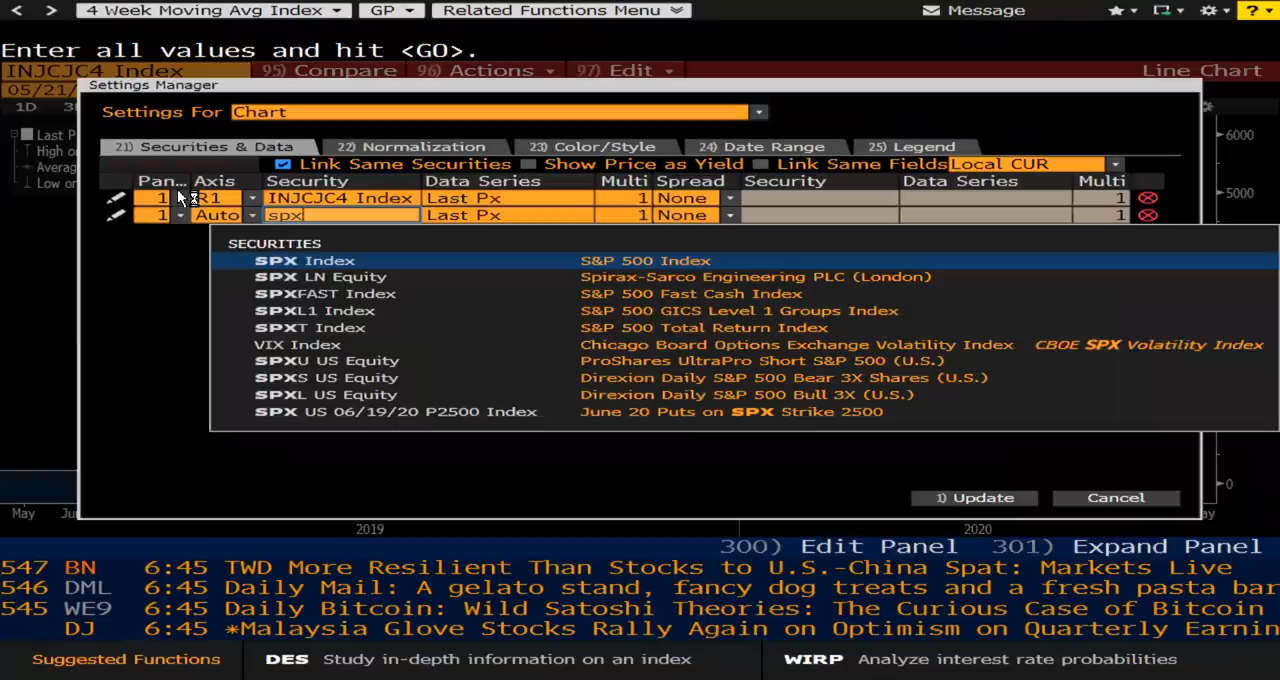 < > 4 Week Moving Avg Index GP Related Functions Menu Message ?
Enter all values and hit <GO>.
INJCJC4 Index 95) Compare 96) Actions 97) Edit Line Chart
05/21/
Settings Manager
1D
Settings For Chart
21) Securities & Data 22) Normalization 23) Color/Style 24) Date Range 25) Legend
Link Same Securities Show Price as Yield Link Same Fields Local CUR
Pan... Axis Security Data Series Multi Spread Security Data Series Multi
1 R1 INJCJC4 Index Last Px 1 None 1
1 Auto spx Last Px 1 None 1
Last P
High o
Average
Low or
6000
5000
SECURITIES
SPX Index S&P 500 Index
SPX LN Equity Spirax-Sarco Engineering PLC (London)
SPXFAST Index S&P 500 Fast Cash Index
SPXL1 Index S&P 500 GICS Level 1 Groups Index
SPXT Index S&P 500 Total Return Index
VIX Index Chicago Board Options Exchange Volatility Index CBOE SPX Volatility Index
SPXU US Equity ProShares UltraPro Short S&P 500 (U.S.)
SPXS US Equity Direxion Daily S&P 500 Bear 3X Shares (U.S.)
SPXL US Equity Direxion Daily S&P 500 Bull 3X (U.S.)
SPX US 06/19/20 P2500 Index June 20 Puts on SPX Strike 2500
0
1) Update Cancel
May Ju ay
2019 2020
300) Edit Panel 301) Expand Panel
547 BN 6:45 TWD More Resilient Than Stocks to U.S.-China Spat: Markets Live
546 DML 6:45 Daily Mail: A gelato stand, fancy dog treats and a fresh pasta bar
545 WE9 6:45 Daily Bitcoin: Wild Satoshi Theories: The Curious Case of Bitcoin
DJ 6:45 *Malaysia Glove Stocks Rally Again on Optimism on Quarterly Earnin
Suggested Functions DES Study in-depth information on an index WIRP Analyze interest rate probabilities